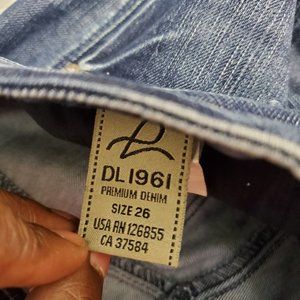 DL1961
PREMIUM DENIM
SIZE 26
USA RN 126855
CA 37584